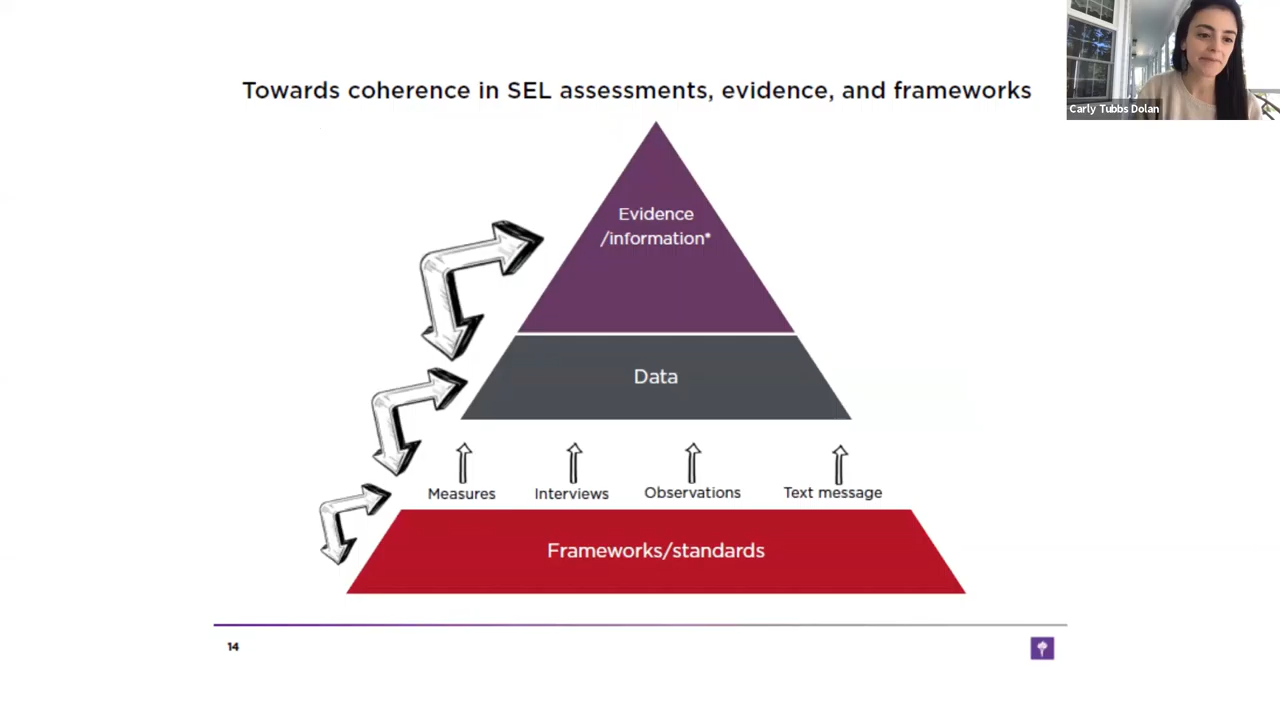 Carly Tubbs Dolan
Towards coherence in SEL assessments, evidence, and frameworks
Evidence
/information*
Data
Measures
Interviews
Observations
Text message
Frameworks/standards
14